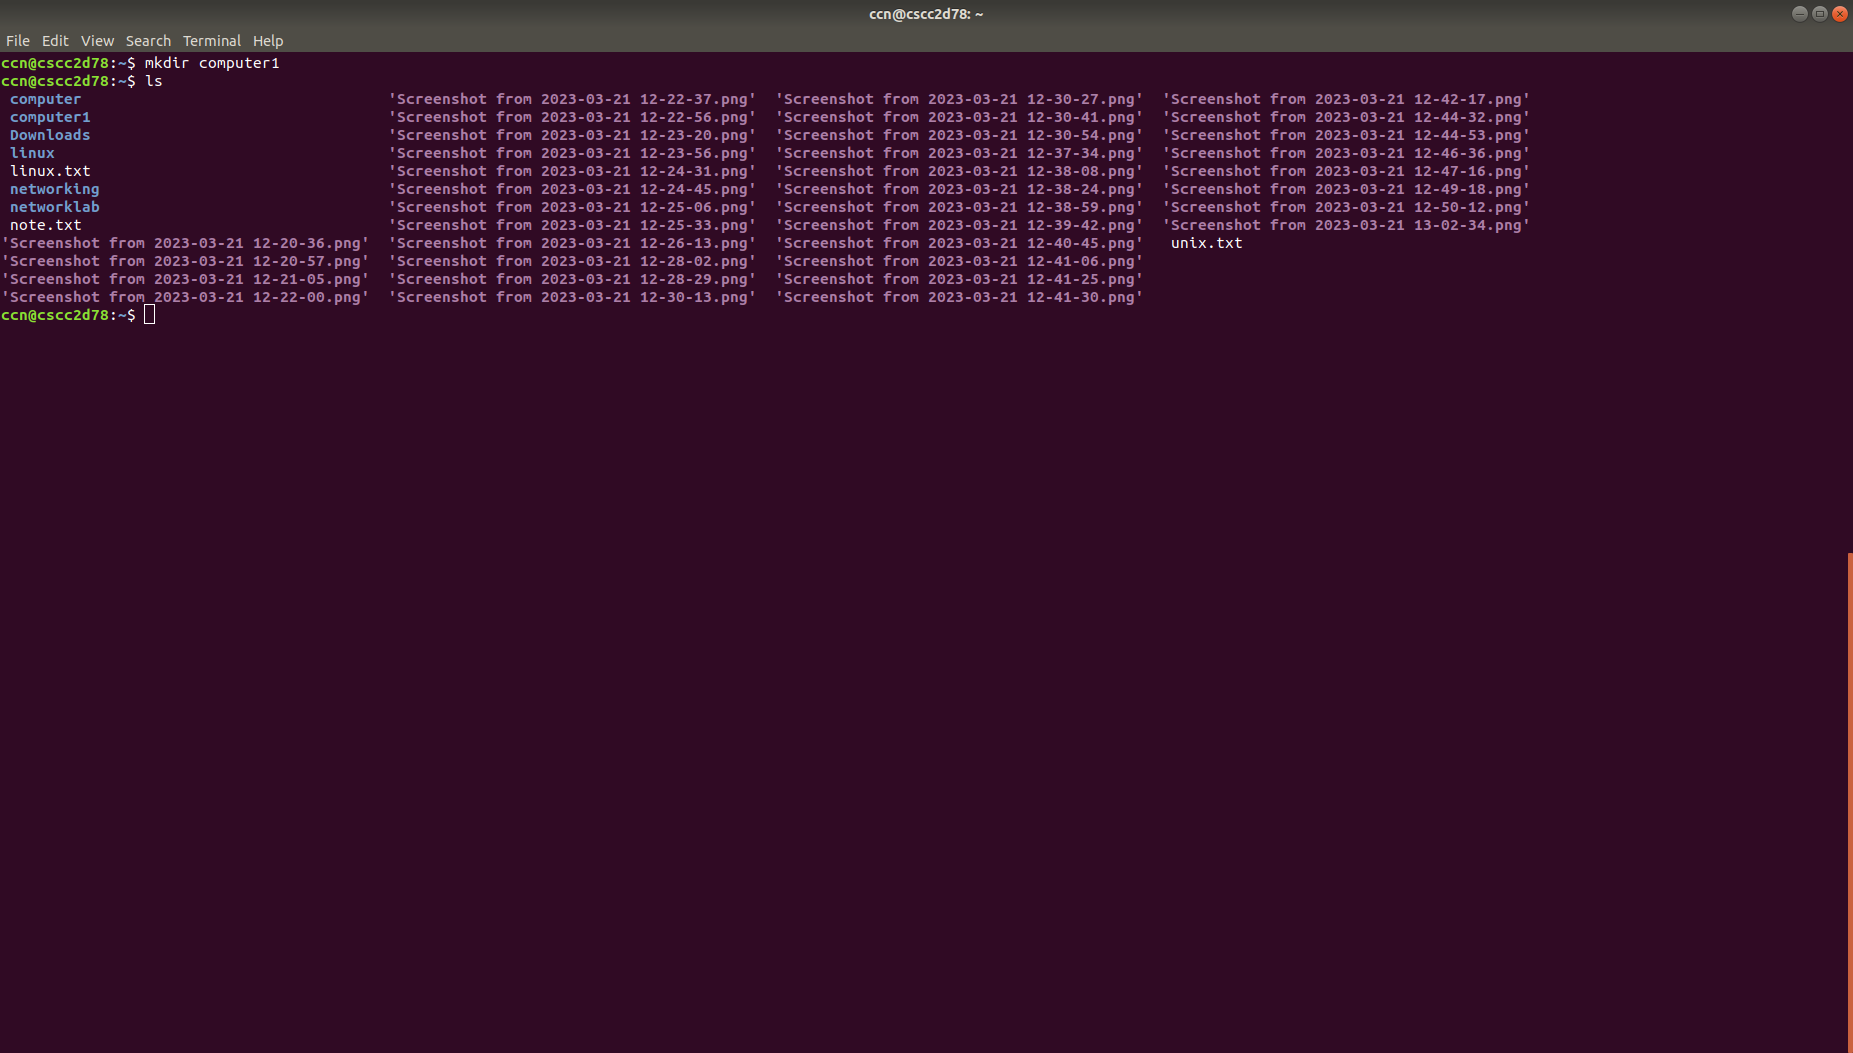 ccn@cscc2d78: ~
File Edit View Search Terminal Help
ccn@cscc2d78:~$ mkdir computer1
ccn@cscc2d78:~$ ls
computer 'Screenshot from 2023-03-21 12-22-37.png' 'Screenshot from 2023-03-21 12-30-27.png' 'Screenshot from 2023-03-21 12-42-17.png'
computer1 'Screenshot from 2023-03-21 12-22-56.png' 'Screenshot from 2023-03-21 12-30-41.png' 'Screenshot from 2023-03-21 12-44-32.png'
Downloads 'Screenshot from 2023-03-21 12-23-20.png' 'Screenshot from 2023-03-21 12-30-54.png' 'Screenshot from 2023-03-21 12-44-53.png'
linux 'Screenshot from 2023-03-21 12-23-56.png' 'Screenshot from 2023-03-21 12-37-34.png' 'Screenshot from 2023-03-21 12-46-36.png'
linux.txt 'Screenshot from 2023-03-21 12-24-31.png' 'Screenshot from 2023-03-21 12-38-08.png' 'Screenshot from 2023-03-21 12-47-16.png'
networking 'Screenshot from 2023-03-21 12-24-45.png' 'Screenshot from 2023-03-21 12-38-24.png' 'Screenshot from 2023-03-21 12-49-18.png'
networklab 'Screenshot from 2023-03-21 12-25-06.png' 'Screenshot from 2023-03-21 12-38-59.png' 'Screenshot from 2023-03-21 12-50-12.png'
note.txt 'Screenshot from 2023-03-21 12-25-33.png' 'Screenshot from 2023-03-21 12-39-42.png' 'Screenshot from 2023-03-21 13-02-34.png'
'Screenshot from 2023-03-21 12-20-36.png' 'Screenshot from 2023-03-21 12-26-13.png' 'Screenshot from 2023-03-21 12-40-45.png' unix.txt
'Screenshot from 2023-03-21 12-20-57.png' 'Screenshot from 2023-03-21 12-28-02.png' 'Screenshot from 2023-03-21 12-41-06.png'
'Screenshot from 2023-03-21 12-21-05.png' 'Screenshot from 2023-03-21 12-28-29.png' 'Screenshot from 2023-03-21 12-41-25.png'
'Screenshot from 2023-03-21 12-22-00.png' 'Screenshot from 2023-03-21 12-30-13.png' 'Screenshot from 2023-03-21 12-41-30.png'
ccn@cscc2d78:~$